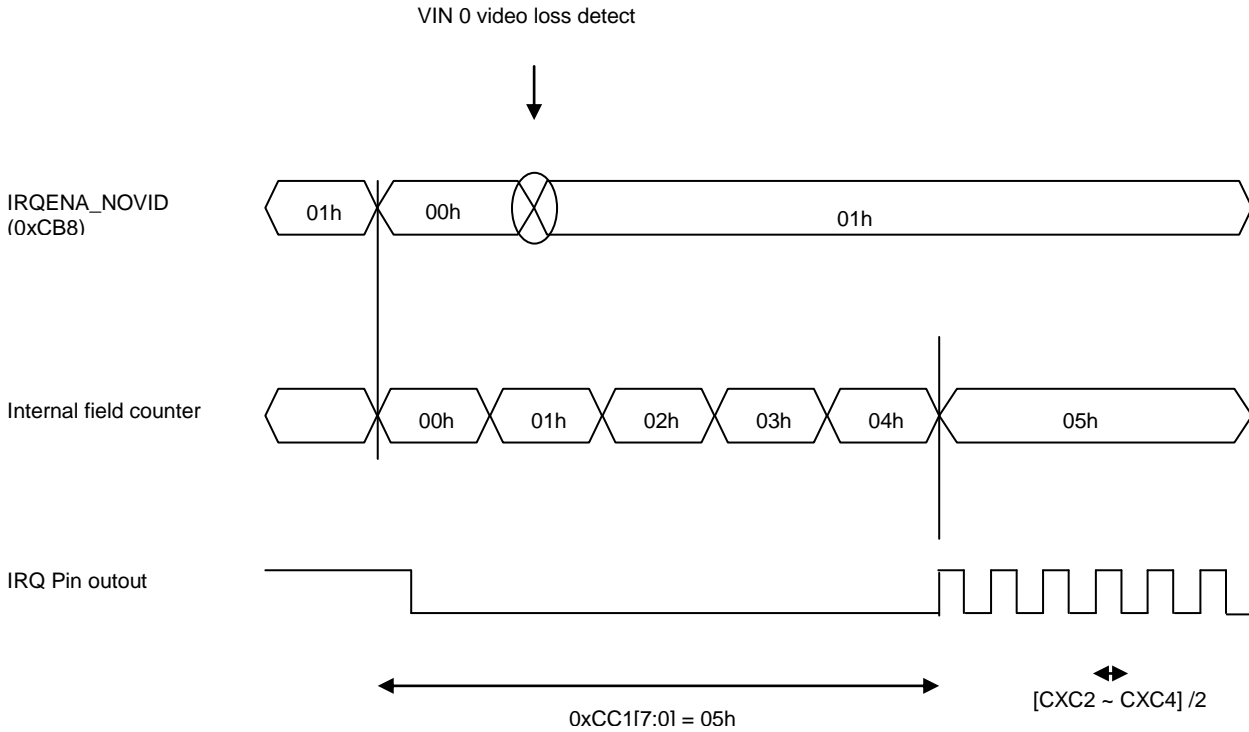 VIN 0 video loss detect
IRQENA_NOVID
(0xCB8)
01h
00h
01h
Internal field counter
00h
01h
02h
03h
04h
05h
IRQ Pin outout
0xCC1[7:0] = 05h
[CXC2 ~ CXC4] /2